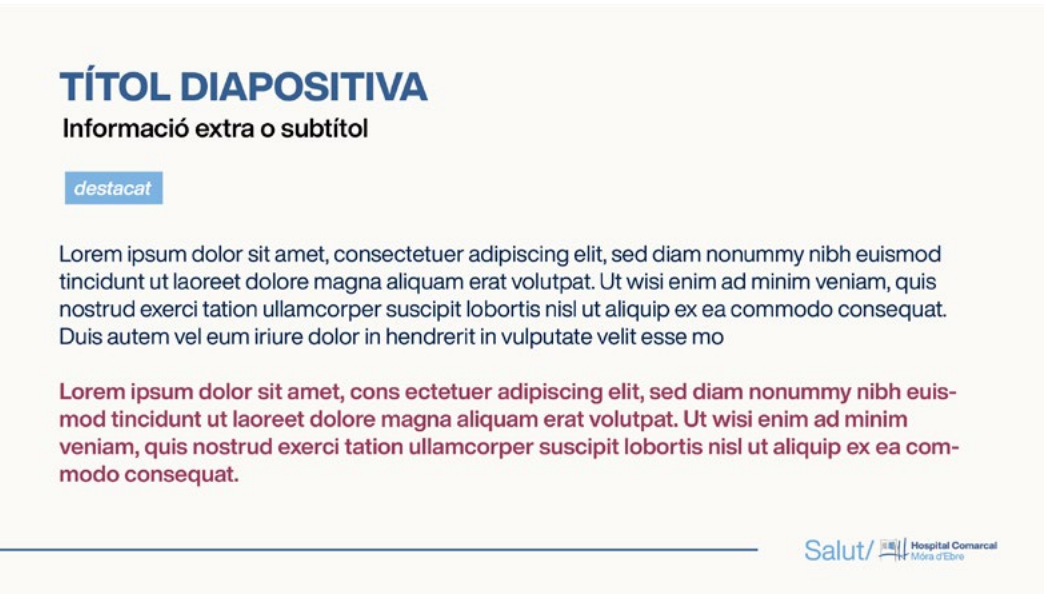 TÍTOL DIAPOSITIVA
Informació extra o subtítol
destacat
Lorem ipsum dolor sit amet, consectetuer adipiscing elit, sed diam nonummy nibh euismod
tincidunt ut laoreet dolore magna aliquam erat volutpat. Ut wisi enim ad minim veniam, quis
nostrud exerci tation ullamcorper suscipit lobortis nisl ut aliquip ex ea commodo consequat.
Duis autem vel eum iriure dolor in hendrerit in vulputate velit esse mo
Lorem ipsum dolor sit amet, cons ectetuer adipiscing elit, sed diam nonummy nibh euis-
mod tincidunt ut laoreet dolore magna aliquam erat volutpat. Ut wisi enim ad minim
veniam, quis nostrud exerci tation ullamcorper suscipit lobortis nisl ut aliquip ex ea com-
modo consequat.
Salut/
Hospital Comarcal
Móra d'Ebre